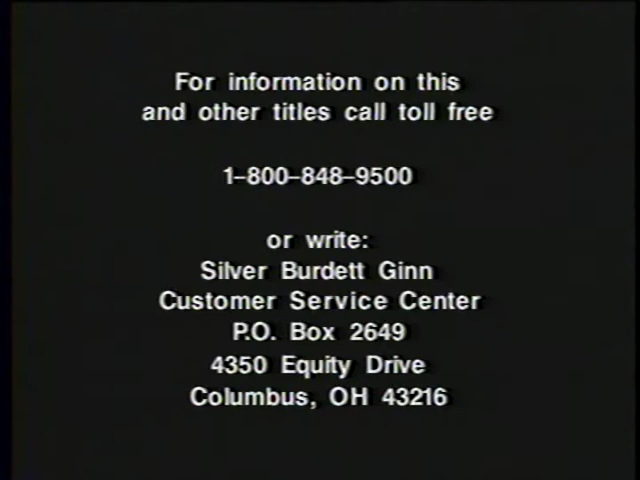 For information on this
and other titles call toll free
1–800–848–9500
or write:
Silver Burdett Ginn
Customer Service Center
P.O. Box 2649
4350 Equity Drive
Columbus, OH 43216